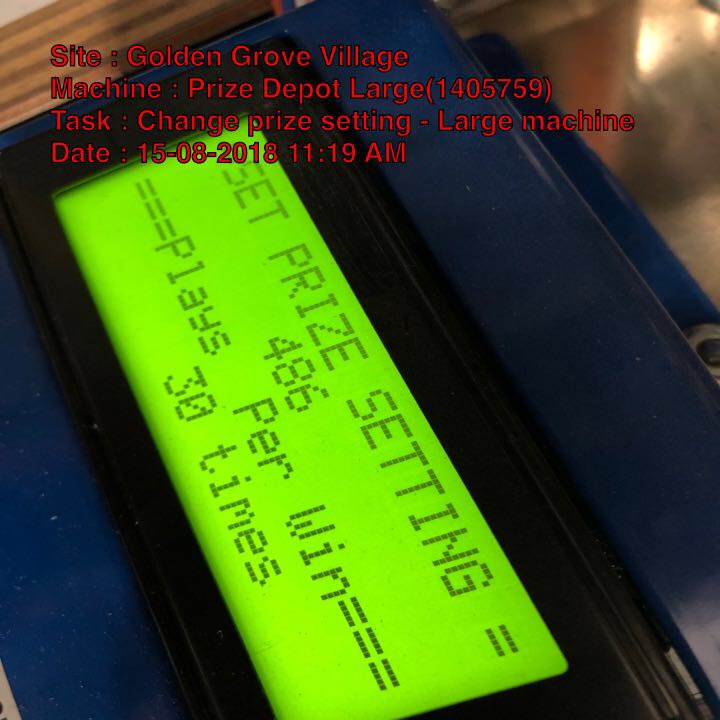 Site : Golden Grove Village
Machine : Prize Depot Large(1405759)
Task : Change prize setting - Large machine
Date : 15-08-2018 11:19 AM
SET PRIZE SETTING =
486
===Plays Per Win===
30 times